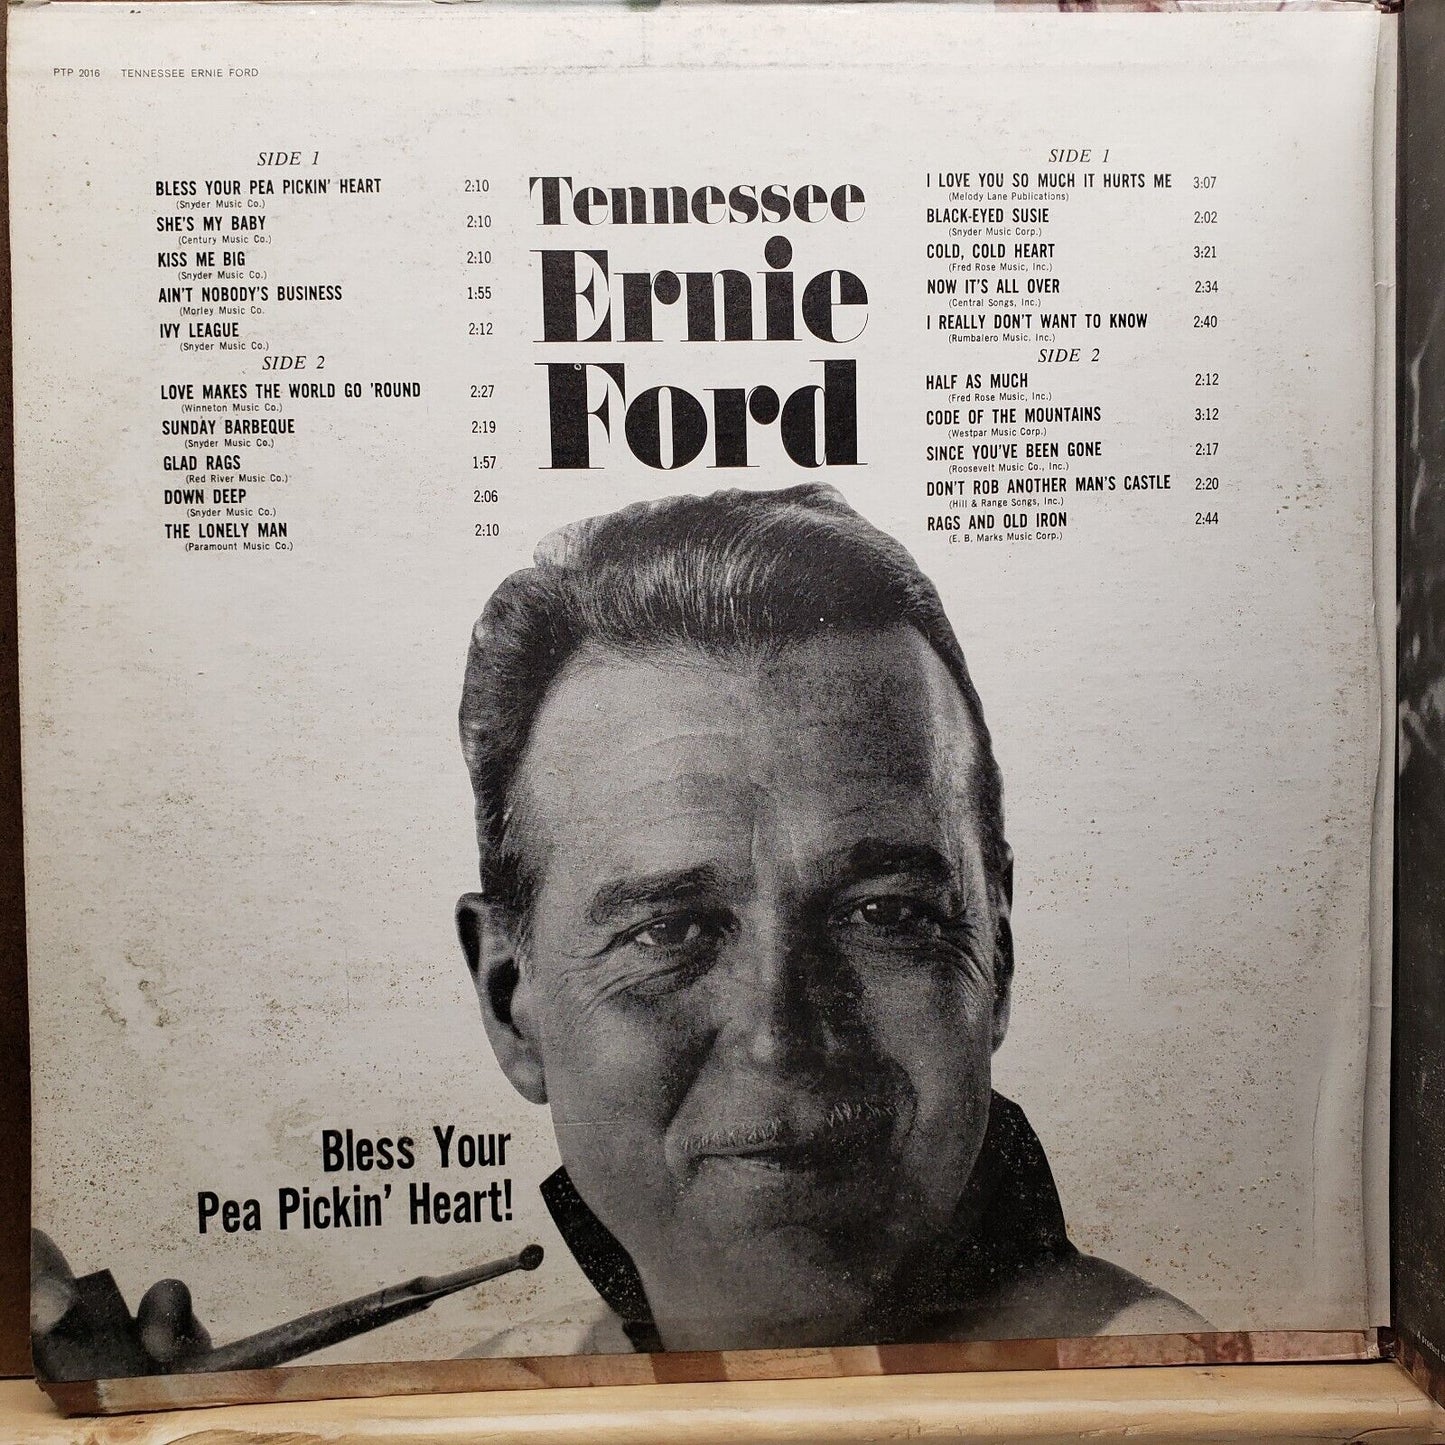 PTP 2016 TENNESSEE ERNIE FORD
SIDE 1
BLESS YOUR PEA PICKIN' HEART 2:10
(Snyder Music Co.)
SHE'S MY BABY 2:10
(Century Music Co.)
KISS ME BIG 2:10
(Snyder Music Co.)
AIN'T NOBODY'S BUSINESS 1:55
(Morley Music Co.
IVY LEAGUE 2:12
(Snyder Music Co.)
SIDE 2
LOVE MAKES THE WORLD GO 'ROUND 2:27
(Winneton Music Co.)
SUNDAY BARBEQUE 2:19
(Snyder Music Co.)
GLAD RAGS 1:57
(Red River Music Co.)
DOWN DEEP 2:06
(Snyder Music Co.)
THE LONELY MAN 2:10
(Paramount Music Co.)
Tennessee
Ernie
Ford
SIDE 1
I LOVE YOU SO MUCH IT HURTS ME 3:07
(Melody Lane Publications)
BLACK-EYED SUSIE 2:02
(Snyder Music Corp.)
COLD, COLD HEART 3:21
(Fred Rose Music, Inc.)
NOW IT'S ALL OVER 2:34
(Central Songs, Inc.)
I REALLY DON'T WANT TO KNOW 2:40
(Rumbalero Music, Inc.)
SIDE 2
HALF AS MUCH 2:12
(Fred Rose Music, Inc.)
CODE OF THE MOUNTAINS 3:12
(Westpar Music Corp.)
SINCE YOU'VE BEEN GONE 2:17
(Roosevelt Music Co., Inc.)
DON'T ROB ANOTHER MAN'S CASTLE 2:20
(Hill & Range Songs, Inc.)
RAGS AND OLD IRON 2:44
(E. B. Marks Music Corp.)
Bless Your
Pea Pickin' Heart!
A product